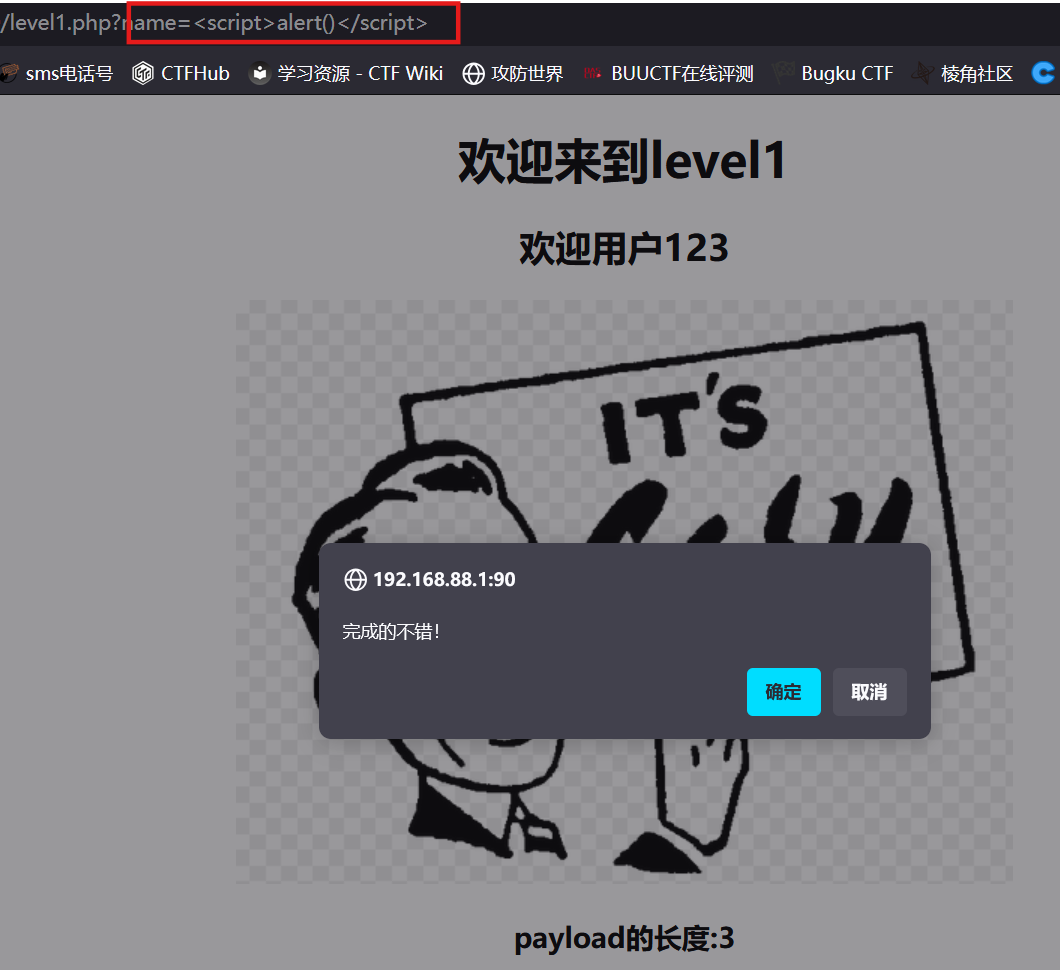 /level1.php?name=<script>alert()</script>
sms电话号 CTFHub 学习资源 - CTF Wiki 攻防世界 BUUCTF在线评测 Bugku CTF 棱角社区
欢迎来到level1
欢迎用户123
IT'S
192.168.88.1:90
完成的不错！
确定 取消
payload的长度:3